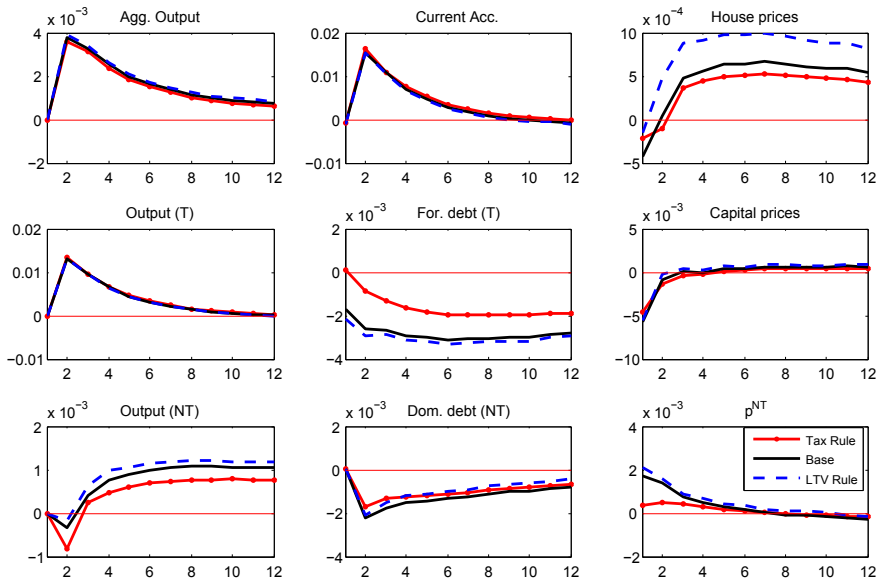 Agg. Output
x 10−3
4
2
0
−2
2 4 6 8 10 12
Current Acc.
0.02
0.01
0
−0.01
2 4 6 8 10 12
House prices
x 10−4
10
5
0
−5
2 4 6 8 10 12
Output (T)
0.02
0.01
0
−0.01
2 4 6 8 10 12
For. debt (T)
x 10−3
2
0
−2
−4
2 4 6 8 10 12
Capital prices
x 10−3
5
0
−5
−10
2 4 6 8 10 12
Output (NT)
x 10−3
2
1
0
−1
2 4 6 8 10 12
Dom. debt (NT)
x 10−3
2
0
−2
−4
2 4 6 8 10 12
pNT
x 10−3
4
2
0
−2
2 4 6 8 10 12
Tax Rule
Base
LTV Rule